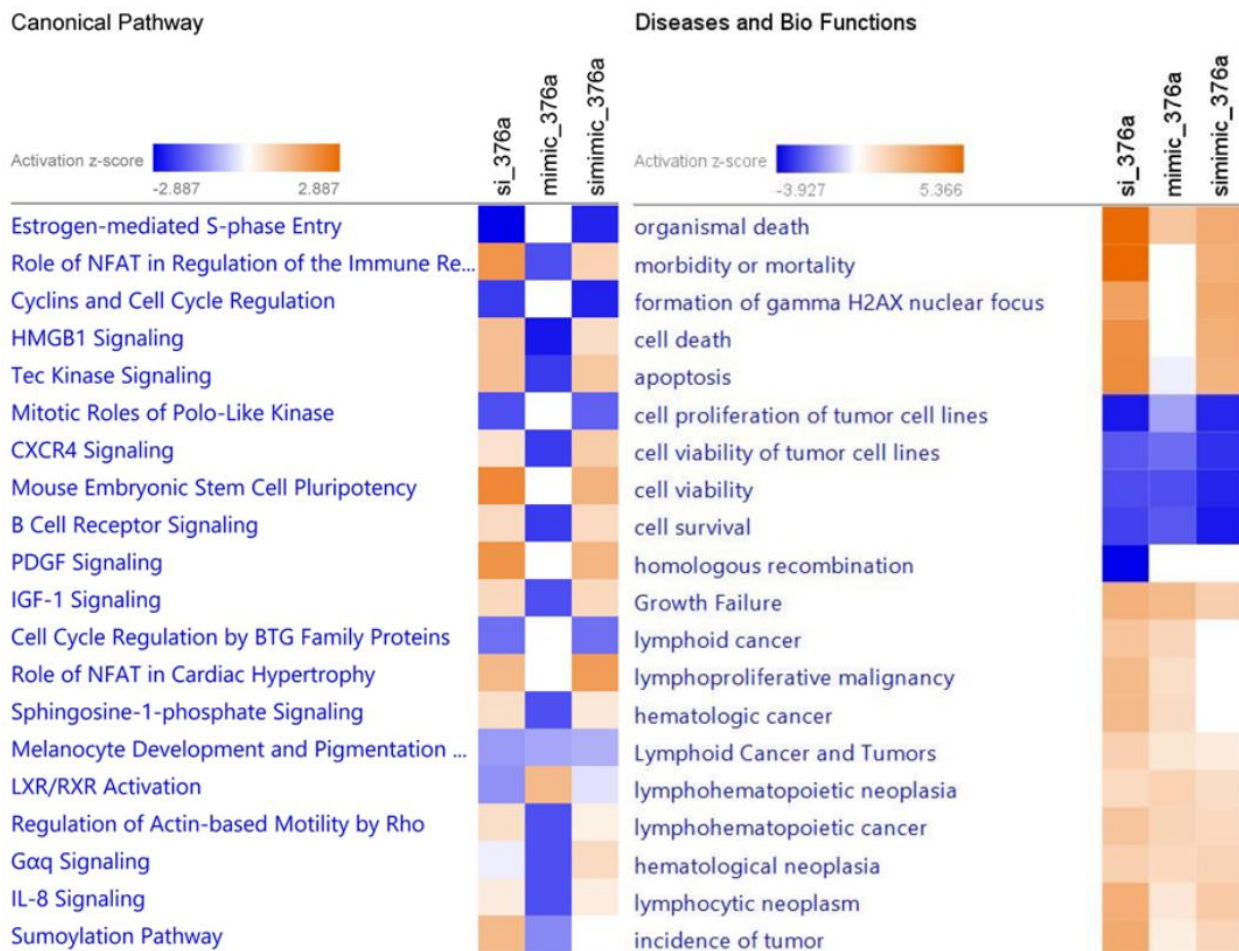 Canonical Pathway
si_376a
mimic_376a
simimic_376a
Activation z-score
-2.887 2.887
Estrogen-mediated S-phase Entry
Role of NFAT in Regulation of the Immune Re...
Cyclins and Cell Cycle Regulation
HMGB1 Signaling
Tec Kinase Signaling
Mitotic Roles of Polo-Like Kinase
CXCR4 Signaling
Mouse Embryonic Stem Cell Pluripotency
B Cell Receptor Signaling
PDGF Signaling
IGF-1 Signaling
Cell Cycle Regulation by BTG Family Proteins
Role of NFAT in Cardiac Hypertrophy
Sphingosine-1-phosphate Signaling
Melanocyte Development and Pigmentation ...
LXR/RXR Activation
Regulation of Actin-based Motility by Rho
Gαq Signaling
IL-8 Signaling
Sumoylation Pathway
Diseases and Bio Functions
si_376a
mimic_376a
simimic_376a
Activation z-score
-3.927 5.366
organismal death
morbidity or mortality
formation of gamma H2AX nuclear focus
cell death
apoptosis
cell proliferation of tumor cell lines
cell viability of tumor cell lines
cell viability
cell survival
homologous recombination
Growth Failure
lymphoid cancer
lymphoproliferative malignancy
hematologic cancer
Lymphoid Cancer and Tumors
lymphohematopoietic neoplasia
lymphohematopoietic cancer
hematological neoplasia
lymphocytic neoplasm
incidence of tumor